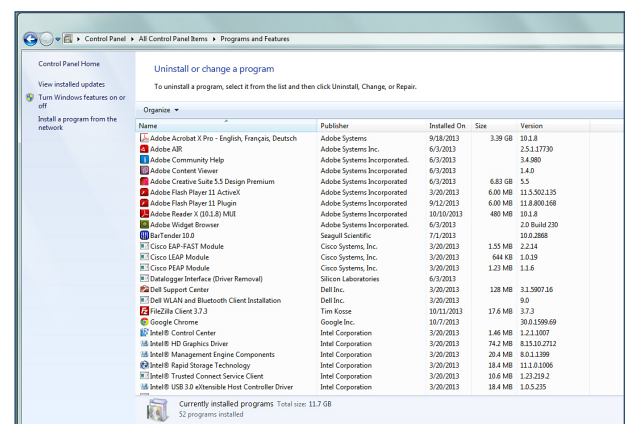 Control Panel ▸ All Control Panel Items ▸ Programs and Features
Control Panel Home
View installed updates
Turn Windows features on or
off
Install a program from the
network
Uninstall or change a program
To uninstall a program, select it from the list and then click Uninstall, Change, or Repair.
Organize
Name Publisher Installed On Size Version
Adobe Acrobat X Pro - English, Français, Deutsch Adobe Systems 9/18/2013 3.39 GB 10.1.8
Adobe AIR Adobe Systems Inc. 6/3/2013 2.5.1.17730
Adobe Community Help Adobe Systems Incorporated. 6/3/2013 3.4.980
Adobe Content Viewer Adobe Systems Incorporated 6/3/2013 1.4.0
Adobe Creative Suite 5.5 Design Premium Adobe Systems Incorporated 6/3/2013 6.83 GB 5.5
Adobe Flash Player 11 ActiveX Adobe Systems Incorporated 3/20/2013 6.00 MB 11.5.502.135
Adobe Flash Player 11 Plugin Adobe Systems Incorporated 9/12/2013 6.00 MB 11.8.800.168
Adobe Reader X (10.1.8) MUI Adobe Systems Incorporated 10/10/2013 480 MB 10.1.8
Adobe Widget Browser Adobe Systems Incorporated. 6/3/2013 2.0 Build 230
BarTender 10.0 Seagull Scientific 7/1/2013 10.0.2868
Cisco EAP-FAST Module Cisco Systems, Inc. 3/20/2013 1.55 MB 2.2.14
Cisco LEAP Module Cisco Systems, Inc. 3/20/2013 644 KB 1.0.19
Cisco PEAP Module Cisco Systems, Inc. 3/20/2013 1.23 MB 1.1.6
Datalogger Interface (Driver Removal) Silicon Laboratories 6/3/2013
Dell Support Center Dell Inc. 3/20/2013 128 MB 3.1.5907.16
Dell WLAN and Bluetooth Client Installation Dell Inc. 3/20/2013 9.0
FileZilla Client 3.7.3 Tim Kosse 10/11/2013 17.6 MB 3.7.3
Google Chrome Google Inc. 10/7/2013 30.0.1599.69
Intel® Control Center Intel Corporation 3/20/2013 1.46 MB 1.2.1.1007
Intel® HD Graphics Driver Intel Corporation 3/20/2013 74.2 MB 8.15.10.2712
Intel® Management Engine Components Intel Corporation 3/20/2013 20.4 MB 8.0.1.1399
Intel® Rapid Storage Technology Intel Corporation 3/20/2013 18.4 MB 11.1.0.1006
Intel® Trusted Connect Service Client Intel Corporation 3/20/2013 10.6 MB 1.23.219.2
Intel® USB 3.0 eXtensible Host Controller Driver Intel Corporation 3/20/2013 18.4 MB 1.0.5.235
Currently installed programs Total size: 11.7 GB
52 programs installed